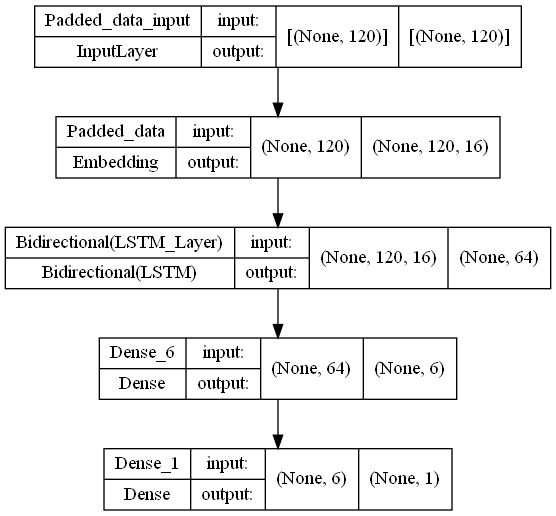 Padded_data_input input: [(None, 120)] [(None, 120)]
InputLayer output:
Padded_data input: (None, 120) (None, 120, 16)
Embedding output:
Bidirectional(LSTM_Layer) input: (None, 120, 16) (None, 64)
Bidirectional(LSTM) output:
Dense_6 input: (None, 64) (None, 6)
Dense output:
Dense_1 input: (None, 6) (None, 1)
Dense output: